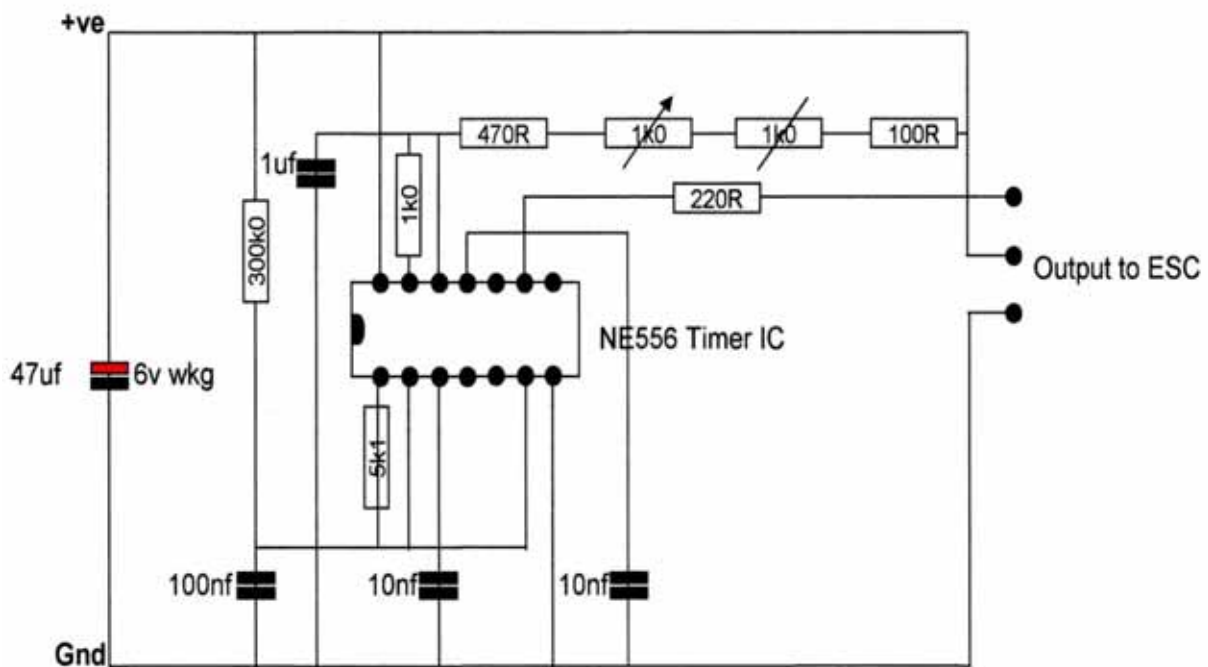 +ve
470R
1k0
1k0
100R
1uf
1k0
220R
300k0
Output to ESC
NE556 Timer IC
47uf
6v wkg
5k1
100nf
10nf
10nf
Gnd